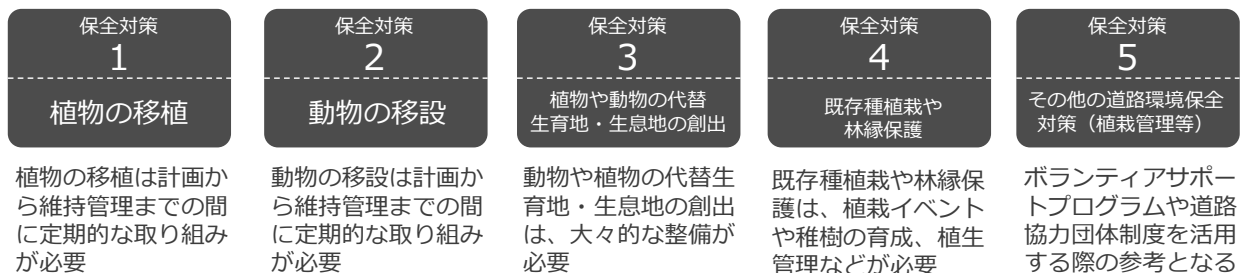 保全対策
1
植物の移植
植物の移植は計画か
ら維持管理までの間
に定期的な取り組み
が必要
保全対策
2
動物の移設
動物の移設は計画か
ら維持管理までの間
に定期的な取り組み
が必要
保全対策
3
植物や動物の代替
生育地・生息地の創出
動物や植物の代替生
育地・生息地の創出
は、大々的な整備が
必要
保全対策
4
既存種植栽や
林縁保護
既存種植栽や林縁保
護は、植栽イベント
や稚樹の育成、植生
管理などが必要
保全対策
5
その他の道路環境保全
対策（植栽管理等）
ボランティアサポー
トプログラムや道路
協力団体制度を活用
する際の参考となる